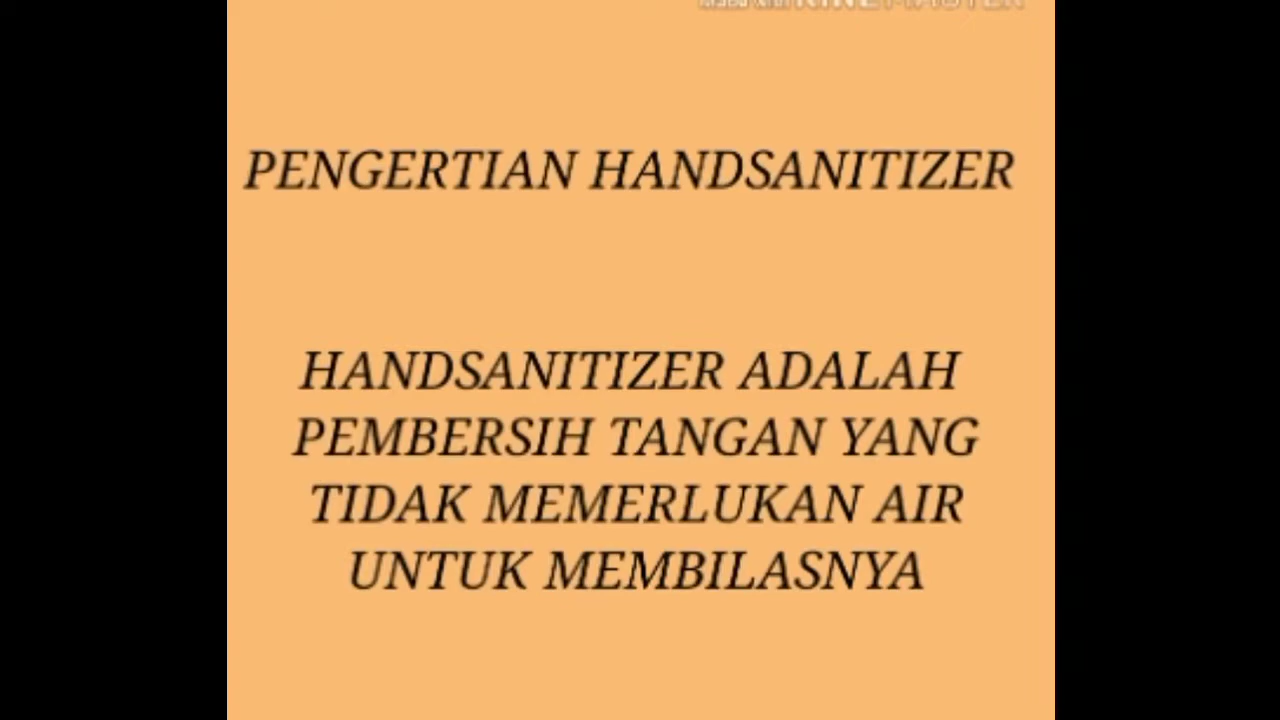 PENGERTIAN HANDSANITIZER
HANDSANITIZER ADALAH
PEMBERSIH TANGAN YANG
TIDAK MEMERLUKAN AIR
UNTUK MEMBILASNYA